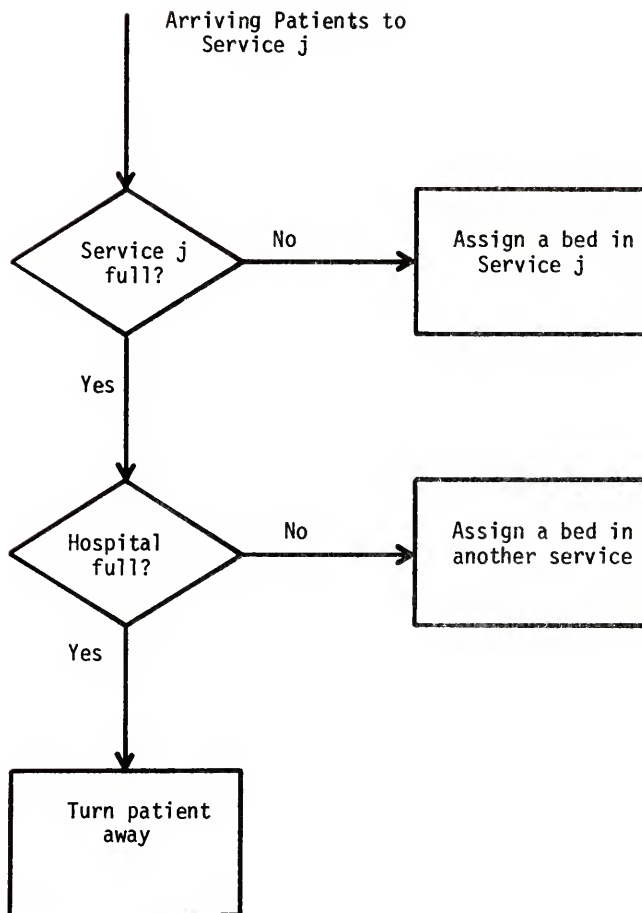 Arriving Patients to
Service j
Service j
full?
No
Assign a bed in
Service j
Yes
Hospital
full?
No
Assign a bed in
another service
Yes
Turn patient
away